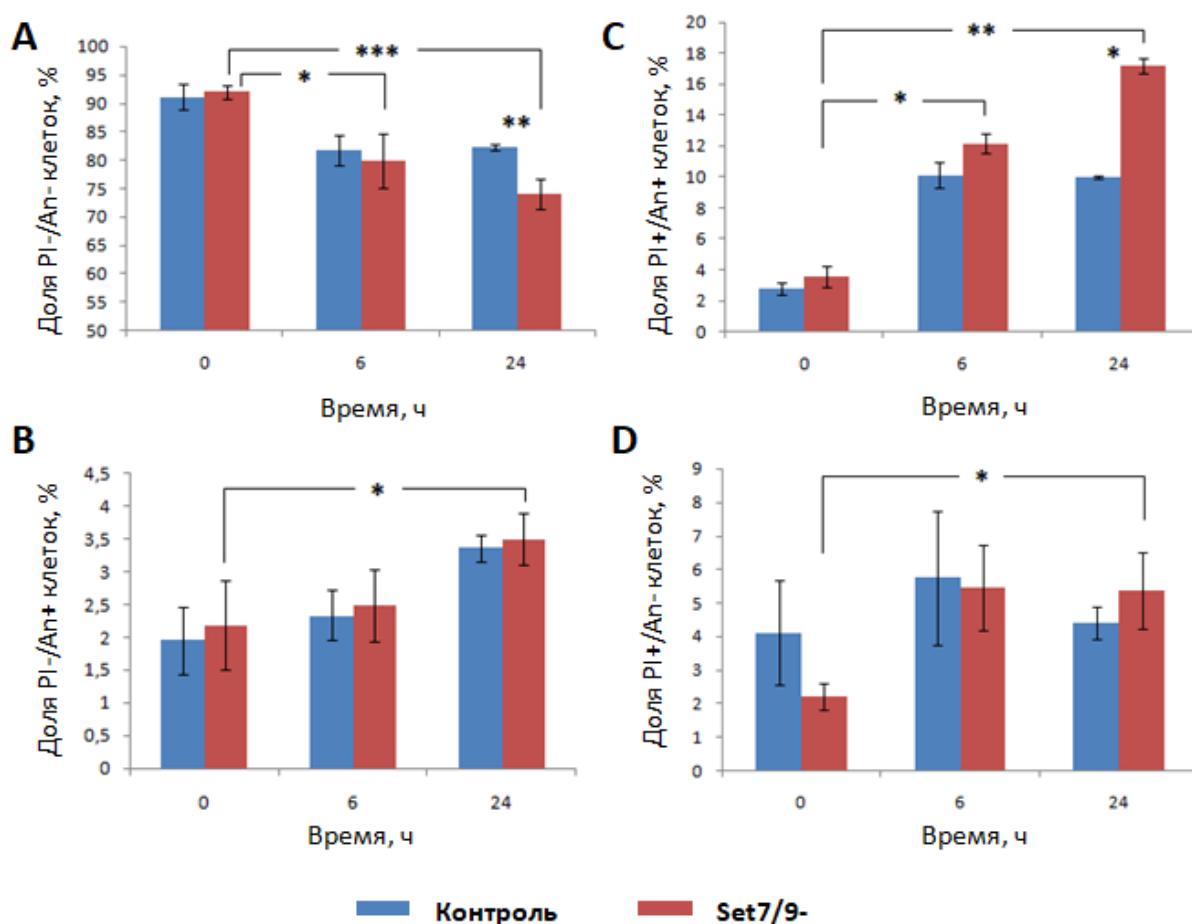 A
Доля PI-/An- клеток, %
100
95
90
85
80
75
70
65
60
55
50
***
*
**
0 6 24
Время, ч
C
Доля PI+/An+ клеток, %
20
18
16
14
12
10
8
6
4
2
0
**
*
*
0 6 24
Время, ч
B
Доля PI-/An+ клеток, %
4,5
4
3,5
3
2,5
2
1,5
1
0,5
0
*
0 6 24
Время, ч
D
Доля PI+/An- клеток, %
9
8
7
6
5
4
3
2
1
0
*
0 6 24
Время, ч
Контроль Set7/9-